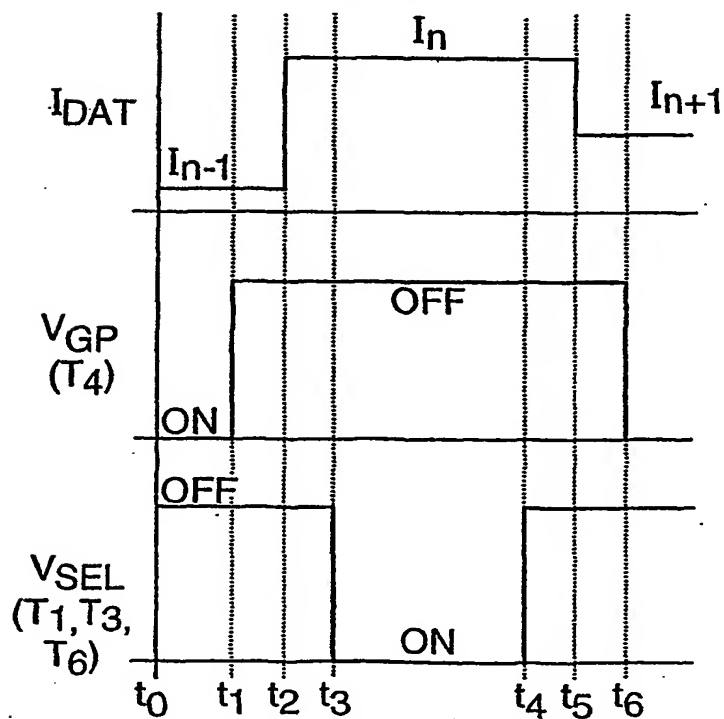 In
IDAT
In+1
In-1
OFF
VGP
(T4)
ON
OFF
VSEL
(T1,T3,
T6)
ON
t0 t1 t2 t3 t4 t5 t6